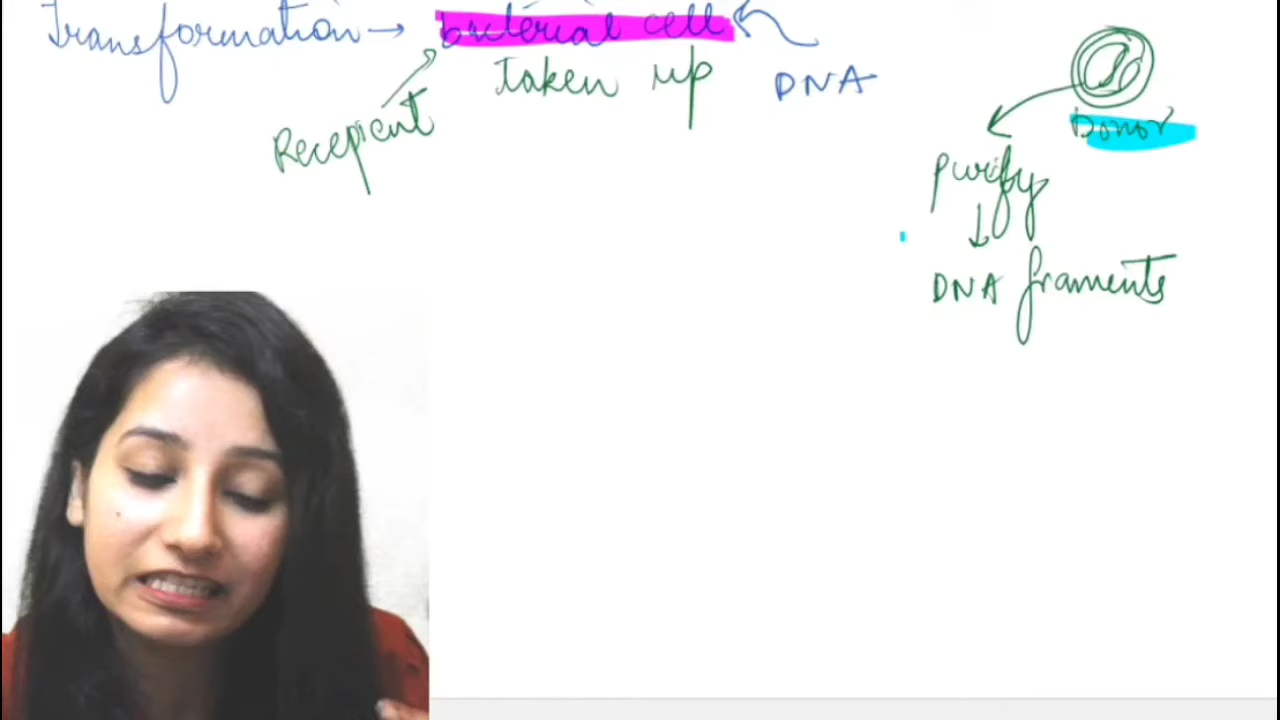 Transformation → bacterial cell
taken up
DNA
Recepient
Donor
purify
↓
DNA framents